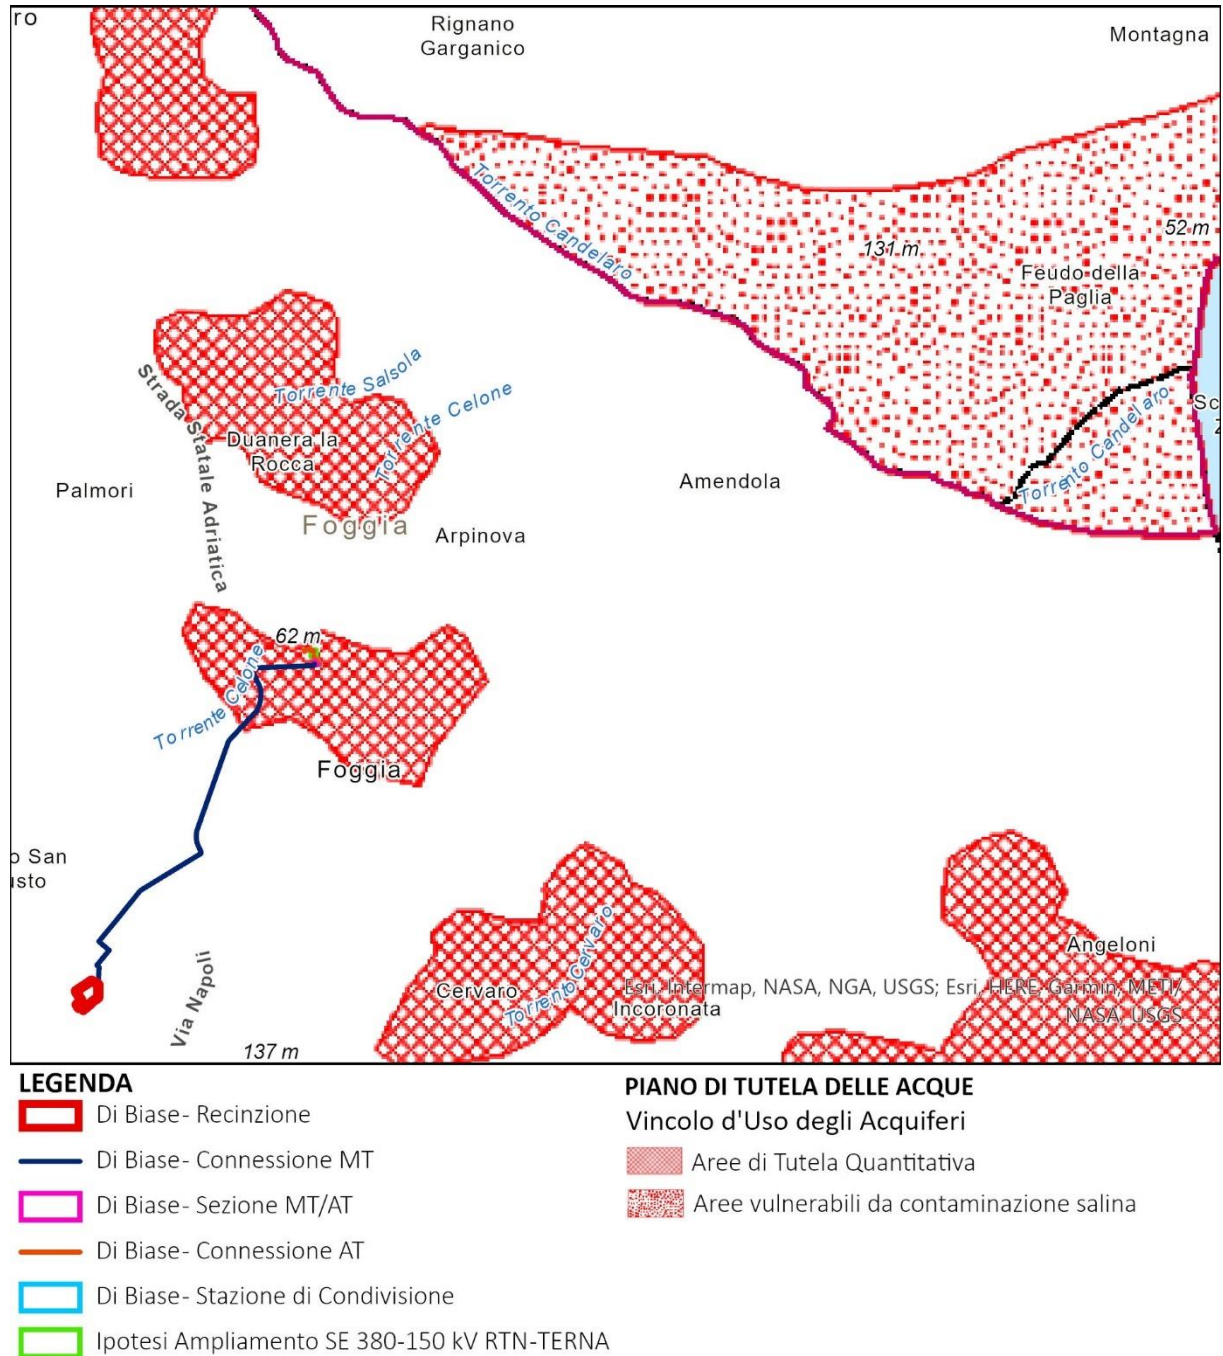 ro
Rignano
Garganico
Montagna
Torrento Candelaro
131 m
52 m
Feudo della
Paglia
Torrente Salsola
Torrente Celone
Strada Statale Adriatica
Duanera la
Rocca
Torrento Candelaro
Sc
Z
Palmori
Amendola
Foggia
Arpinova
62 m
Torrente Celone
Foggia
o San
usto
Angeloni
Torrento Cervaro
Cervaro
Incoronata
Via Napoli
Esri, Intermap, NASA, NGA, USGS; Esri, HERE, Garmin, METI/
NASA, USGS
137 m
LEGENDA
Di Biase- Recinzione
Di Biase- Connessione MT
Di Biase- Sezione MT/AT
Di Biase- Connessione AT
Di Biase- Stazione di Condivisione
Ipotesi Ampliamento SE 380-150 kV RTN-TERNA
PIANO DI TUTELA DELLE ACQUE
Vincolo d'Uso degli Acquiferi
Aree di Tutela Quantitativa
Aree vulnerabili da contaminazione salina